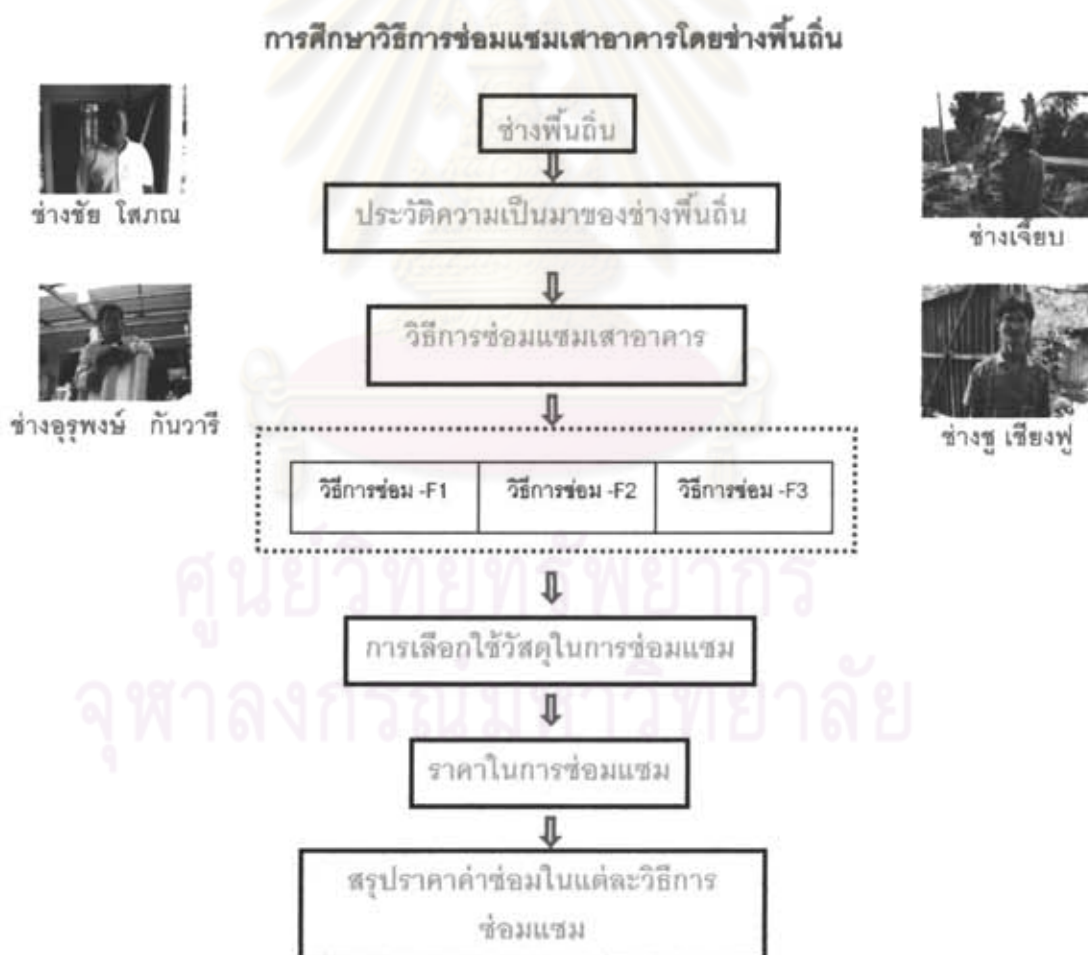 การศึกษาวิธีการซ่อมแซมเสาอาคารโดยช่างพื้นถิ่น
ช่างพื้นถิ่น
ช่างชัย โสภณ
ประวัติความเป็นมาของช่างพื้นถิ่น
ช่างเจี๊ยบ
วิธีการซ่อมแซมเสาอาคาร
ช่างอุรุพงษ์ กันวารี
ช่างชู เชียงฟู
วิธีการซ่อม -F1 วิธีการซ่อม -F2 วิธีการซ่อม -F3
ศูนย์วิทยทรัพยากร
การเลือกใช้วัสดุในการซ่อมแซม
จุฬาลงกรณ์มหาวิทยาลัย
ราคาในการซ่อมแซม
สรุปราคาค่าซ่อมในแต่ละวิธีการ
ซ่อมแซม